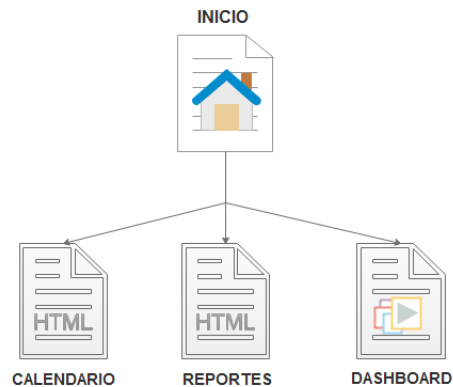 INICIO
HTML
HTML
CALENDARIO
REPORTES
DASHBOARD